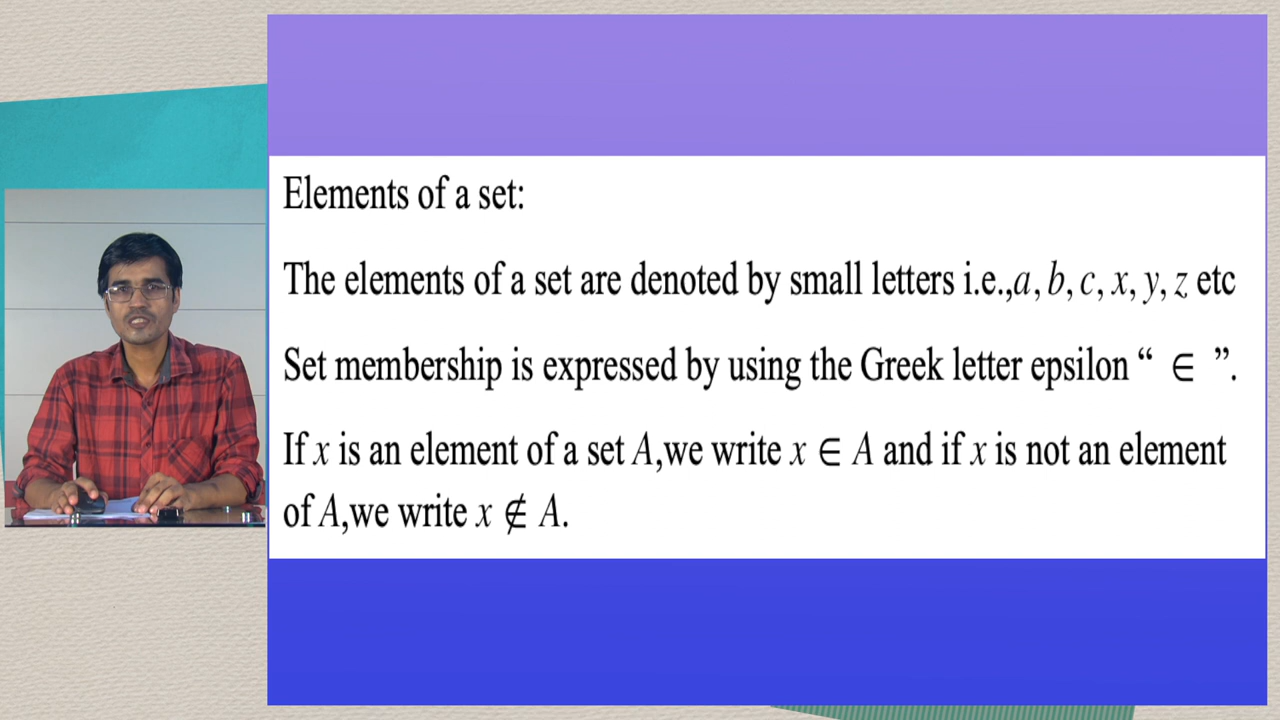 Elements of a set:
The elements of a set are denoted by small letters i.e.,a, b, c, x, y, z etc
Set membership is expressed by using the Greek letter epsilon “ ∈ ”.
If x is an element of a set A,we write x ∈ A and if x is not an element
of A,we write x ∉ A.